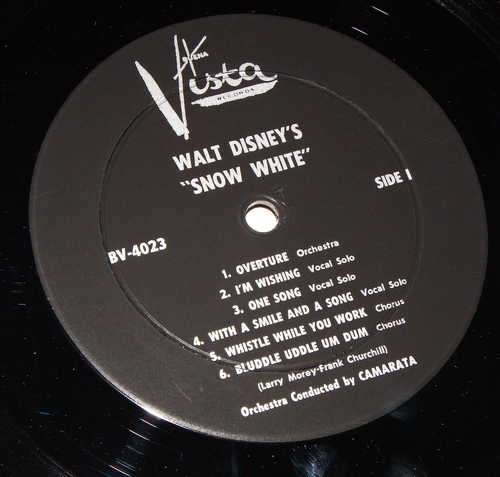 BUENA
Vista
RECORDS
WALT DISNEY'S
"SNOW WHITE"
SIDE 1
BV-4023
1. OVERTURE Orchestra
2. I'M WISHING Vocal Solo
3. ONE SONG Vocal Solo
4. WITH A SMILE AND A SONG Vocal Solo
5. WHISTLE WHILE YOU WORK Chorus
6. BLUDDLE UDDLE UM DUM Chorus
(Larry Morey-Frank Churchill)
Orchestra Conducted by CAMARATA